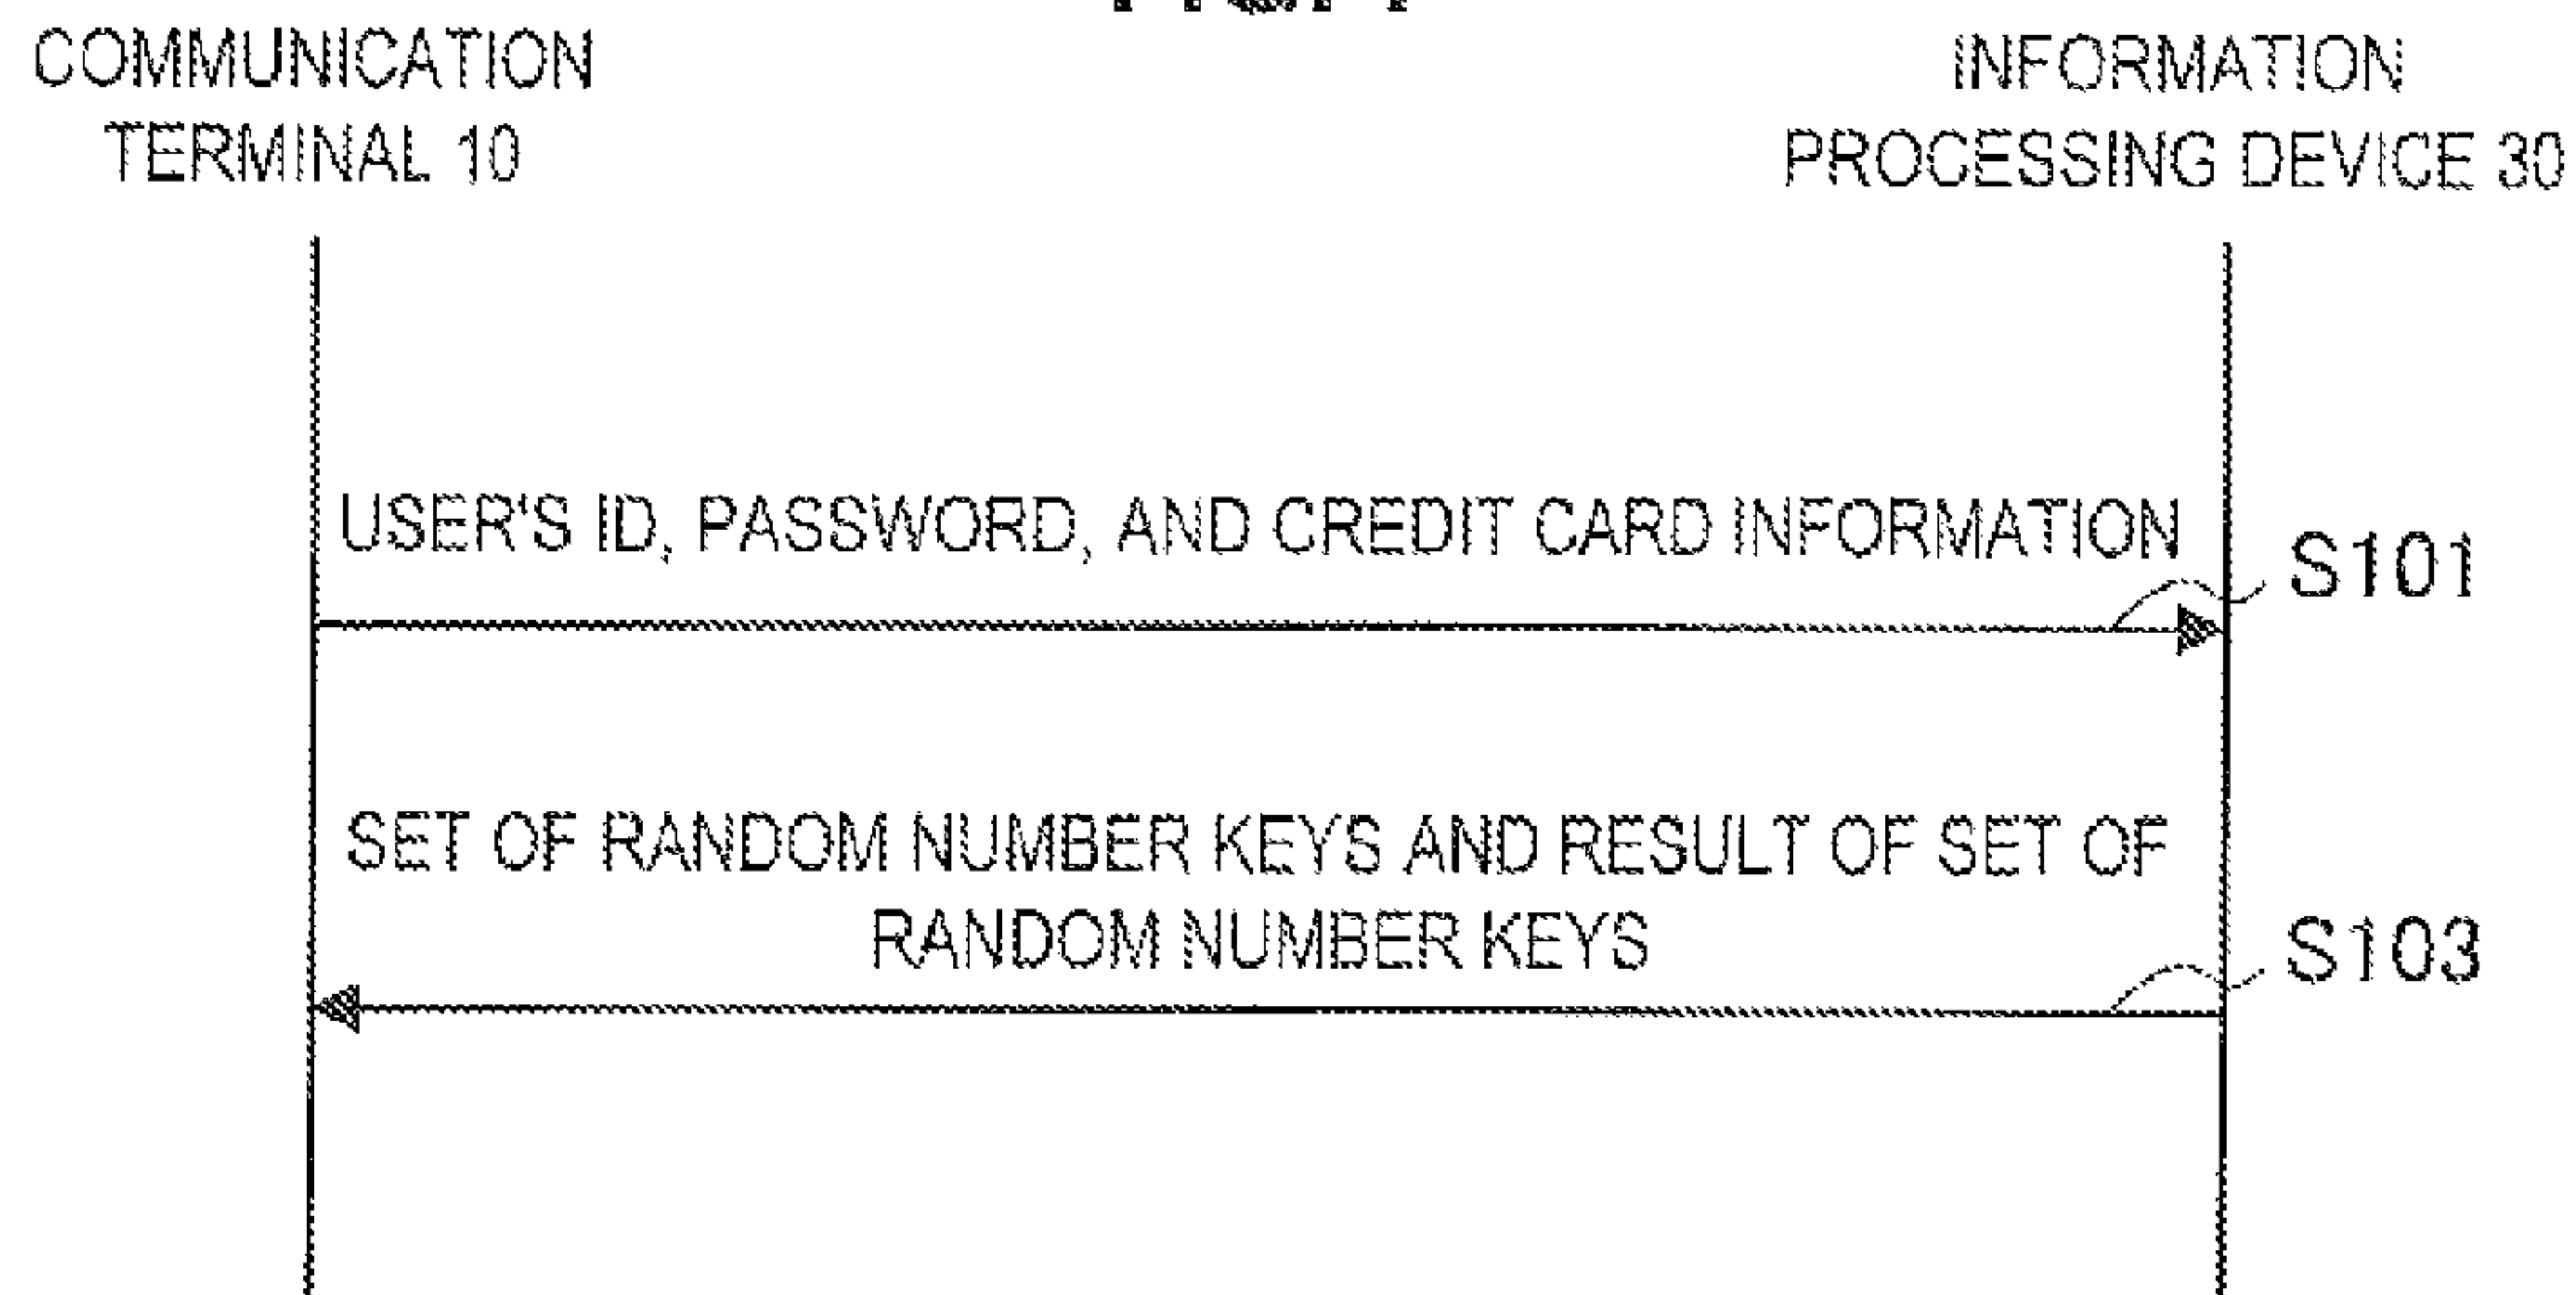 COMMUNICATION
TERMINAL 10
INFORMATION
PROCESSING DEVICE 30
USER'S ID, PASSWORD, AND CREDIT CARD INFORMATION
S101
SET OF RANDOM NUMBER KEYS AND RESULT OF SET OF
RANDOM NUMBER KEYS
S103